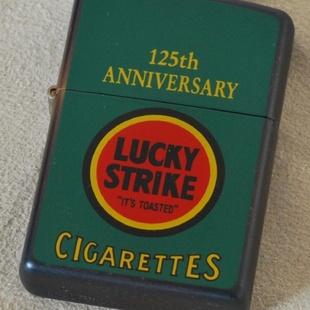 125th
ANNIVERSARY
LUCKY
STRIKE
"IT'S TOASTED"
CIGARETTES